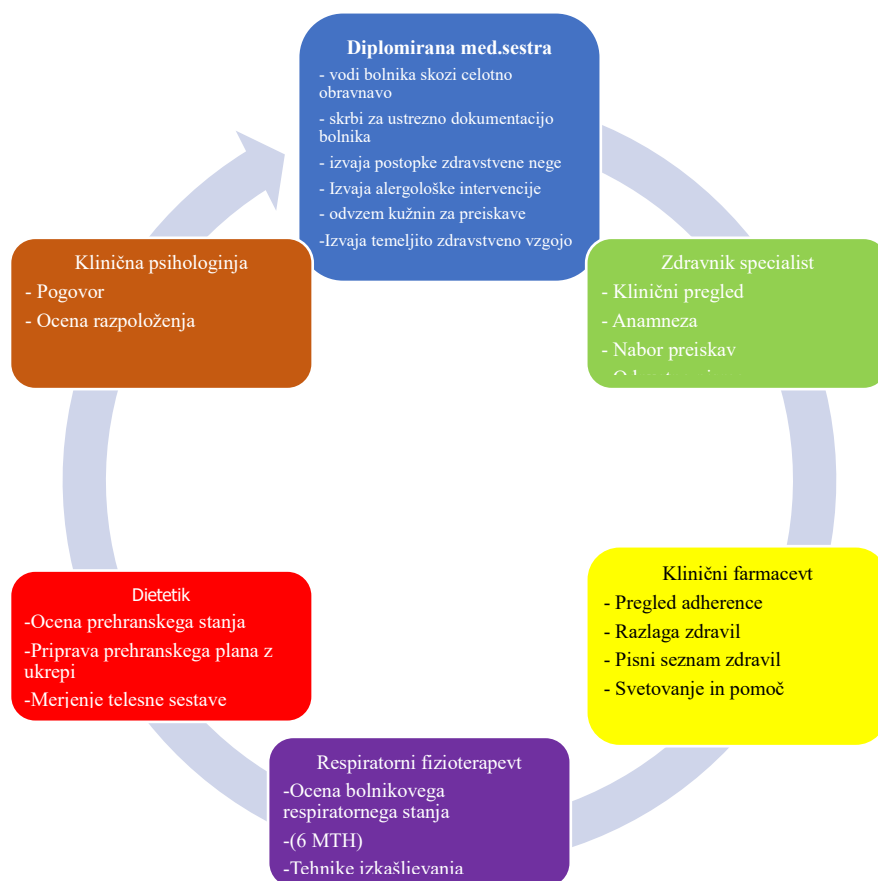 Diplomirana med.sestra
- vodi bolnika skozi celotno
obravnavo
- skrbi za ustrezno dokumentacijo
bolnika
- izvaja postopke zdravstvene nege
- Izvaja alergološke intervencije
- odvzem kužnin za preiskave
-Izvaja temeljito zdravstveno vzgojo
Zdravnik specialist
- Klinični pregled
- Anamneza
- Nabor preiskav
Klinični farmacevt
- Pregled adherence
- Razlaga zdravil
- Pisni seznam zdravil
- Svetovanje in pomoč
Respiratorni fizioterapevt
-Ocena bolnikovega
respiratornega stanja
-(6 MTH)
-Tehnike izkašljevanja
Dietetik
-Ocena prehranskega stanja
-Priprava prehranskega plana z
ukrepi
-Merjenje telesne sestave
Klinična psihologinja
- Pogovor
- Ocena razpoloženja